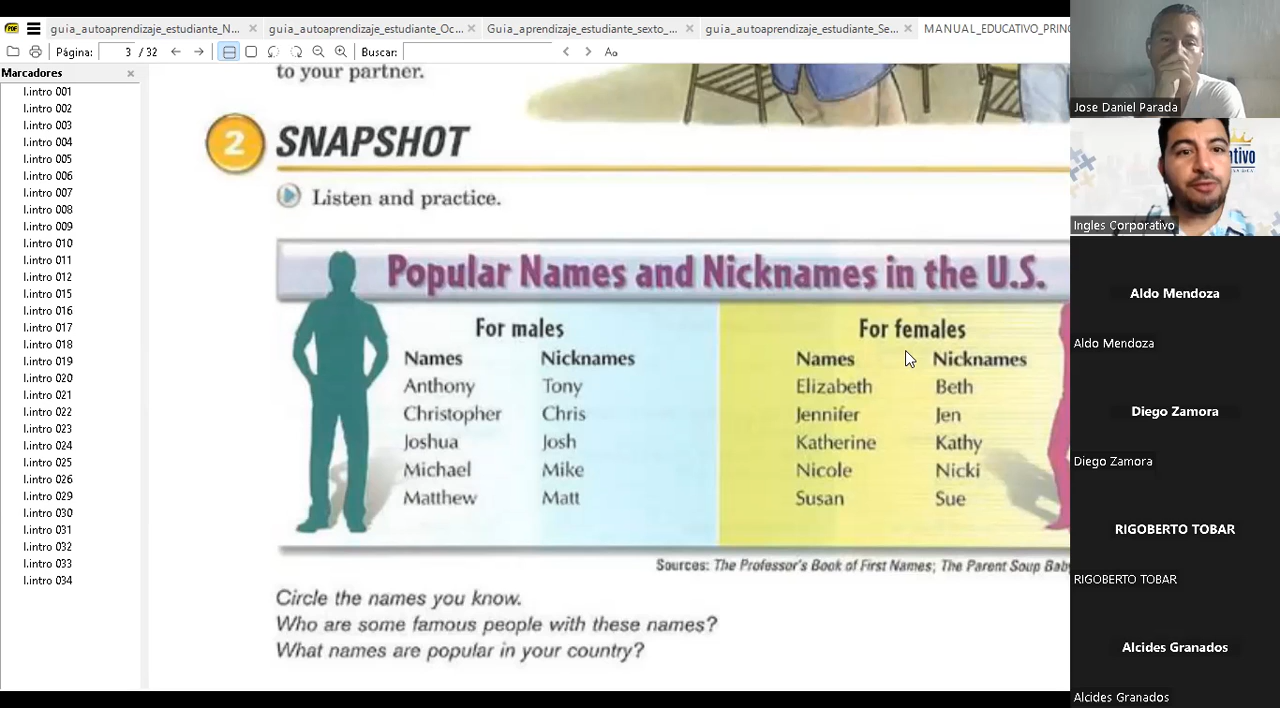 guia_autoaprendizaje_estudiante_N...
guia_autoaprendizaje_estudiante_Oc...
Guia_aprendizaje_estudiante_sexto_...
guia_autoaprendizaje_estudiante_Se...
MANUAL_EDUCATIVO_PRINC
Página: 3 / 32
Buscar:
Aa
Marcadores
I.intro 001
I.intro 002
I.intro 003
I.intro 004
I.intro 005
I.intro 006
I.intro 007
I.intro 008
I.intro 009
I.intro 010
I.intro 011
I.intro 012
I.intro 015
I.intro 016
I.intro 017
I.intro 018
I.intro 019
I.intro 020
I.intro 021
I.intro 022
I.intro 023
I.intro 024
I.intro 025
I.intro 026
I.intro 029
I.intro 030
I.intro 031
I.intro 032
I.intro 033
I.intro 034
to your partner.
2 SNAPSHOT
Listen and practice.
Popular Names and Nicknames in the U.S.
For males
Names Nicknames
Anthony Tony
Christopher Chris
Joshua Josh
Michael Mike
Matthew Matt
For females
Names Nicknames
Elizabeth Beth
Jennifer Jen
Katherine Kathy
Nicole Nicki
Susan Sue
Sources: The Professor's Book of First Names; The Parent Soup Bab
Circle the names you know.
Who are some famous people with these names?
What names are popular in your country?
Jose Daniel Parada
ativo
Ingles Corporativo
Aldo Mendoza
Aldo Mendoza
Diego Zamora
Diego Zamora
RIGOBERTO TOBAR
RIGOBERTO TOBAR
Alcides Granados
Alcides Granados